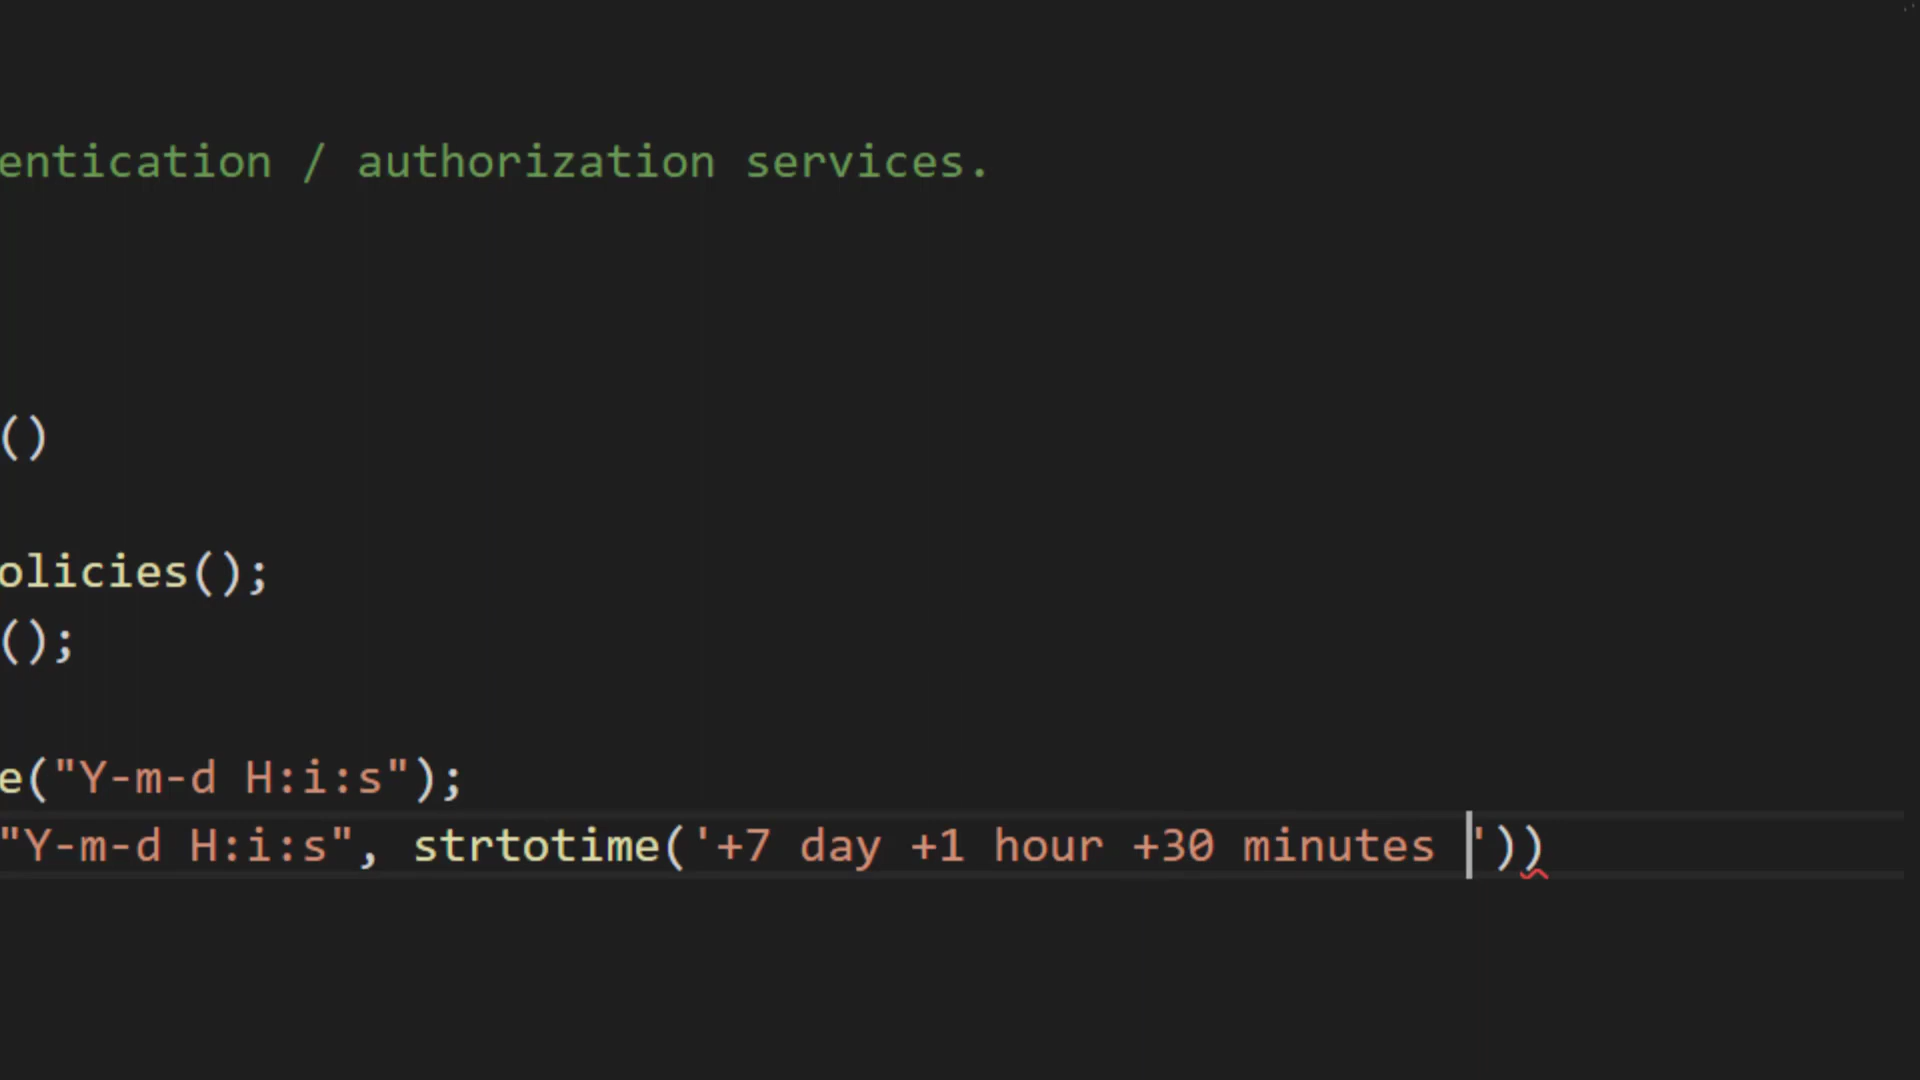 entication / authorization services.
()
olicies();
();
e("Y-m-d H:i:s");
"Y-m-d H:i:s", strtotime('+7 day +1 hour +30 minutes '))